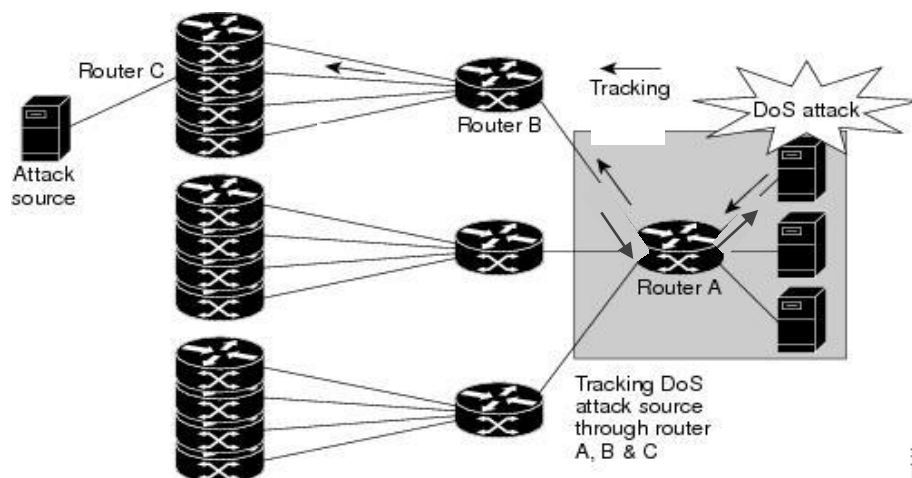 Router C
Attack
source
Router B
Tracking
DoS attack
Router A
Tracking DoS
attack source
through router
A, B & C